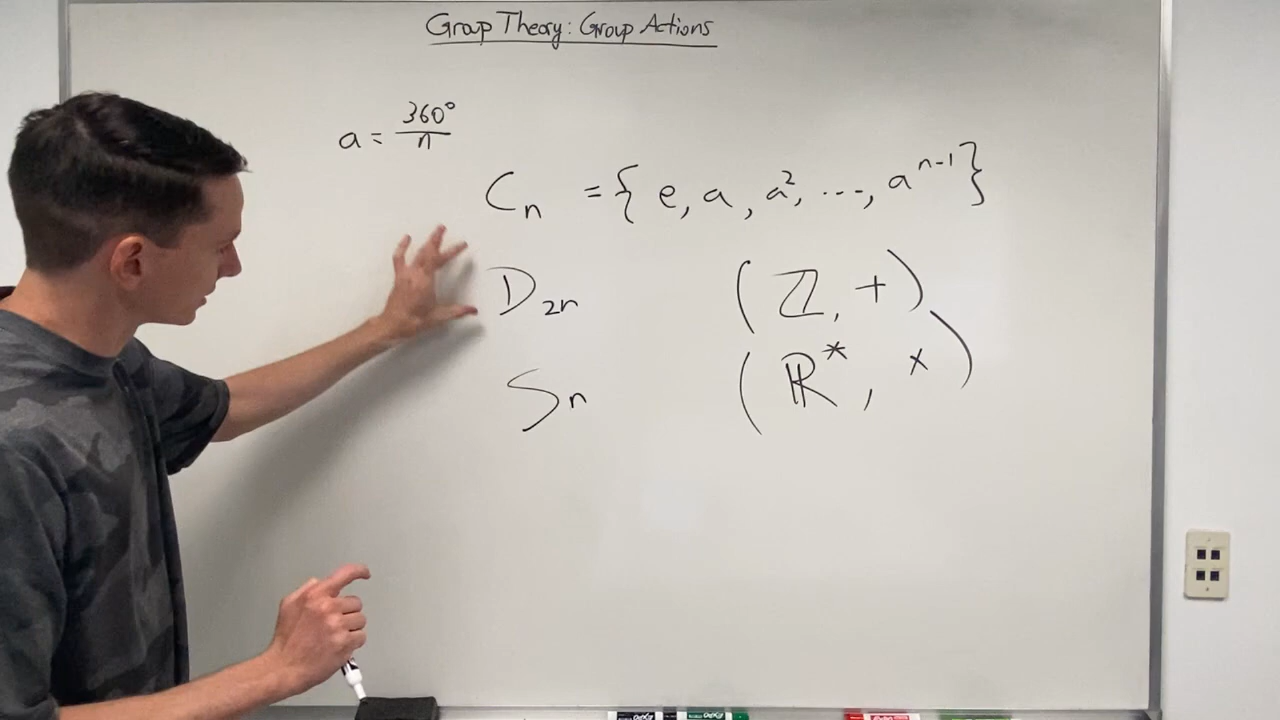 Group Theory: Group Actions
a = 360°/n
Cₙ = { e, a, a², ..., aⁿ⁻¹}
D₂ₙ (ℤ, +)
Sₙ (ℝ*, ×)